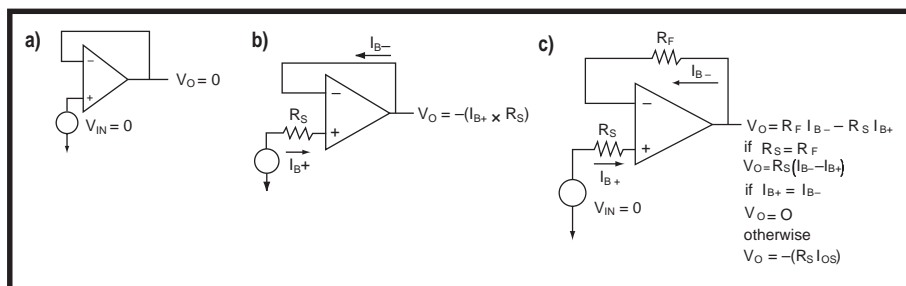 a)
−
+
V_O = 0
V_IN = 0
b)
I_B−
−
+
R_S
I_B+
V_O = −(I_B+ × R_S)
c)
R_F
I_B−
−
+
R_S
I_B+
V_IN = 0
V_O = R_F I_B− − R_S I_B+
if R_S = R_F
V_O = R_S(I_B− − I_B+)
if I_B+ = I_B−
V_O = O
otherwise
V_O = −(R_S I_OS)